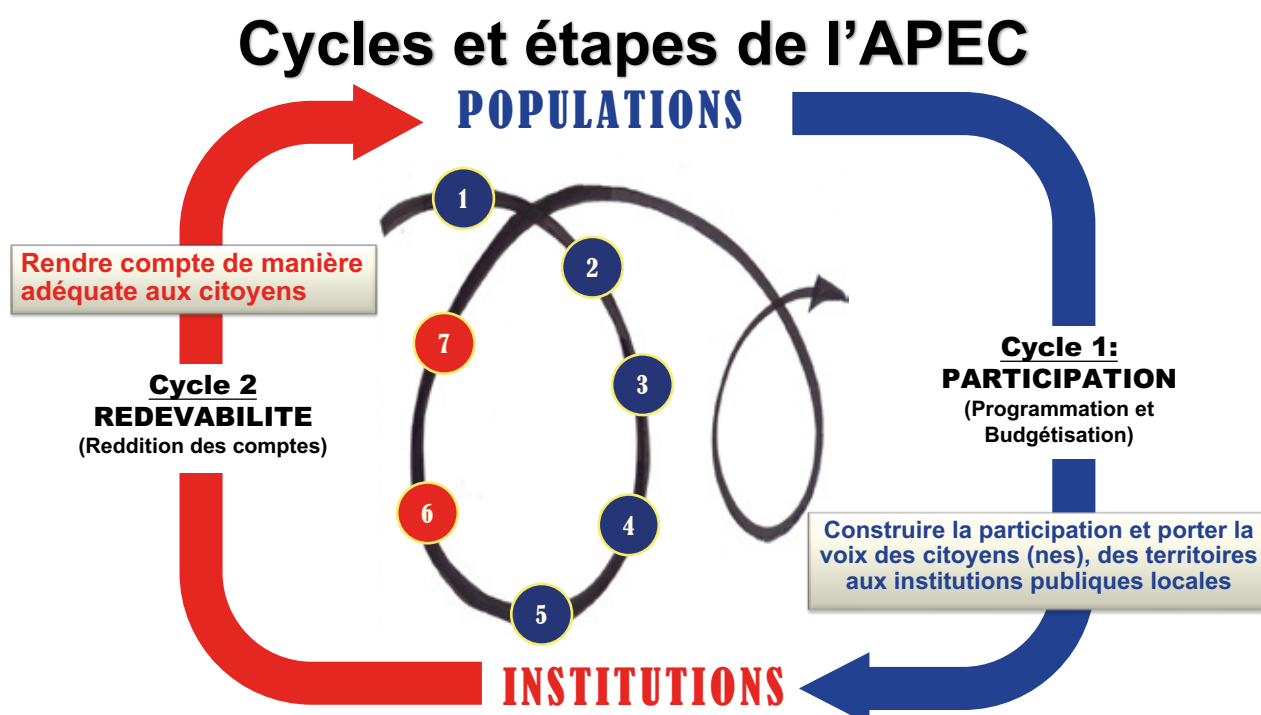 Cycles et étapes de l’APEC
POPULATIONS
1
2
3
4
5
6
7
Rendre compte de manière
adéquate aux citoyens
Cycle 2
REDEVABILITE
(Reddition des comptes)
Cycle 1:
PARTICIPATION
(Programmation et
Budgétisation)
Construire la participation et porter la
voix des citoyens (nes), des territoires
aux institutions publiques locales
INSTITUTIONS